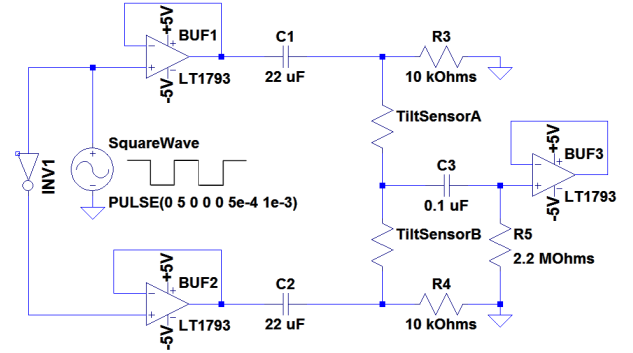 +5V
BUF1
-5V
LT1793
C1
22 uF
R3
10 kOhms
INV1
SquareWave
PULSE(0 5 0 0 0 5e-4 1e-3)
TiltSensorA
C3
0.1 uF
+5V
BUF3
-5V
LT1793
TiltSensorB
R5
2.2 MOhms
+5V
BUF2
-5V
LT1793
C2
22 uF
R4
10 kOhms